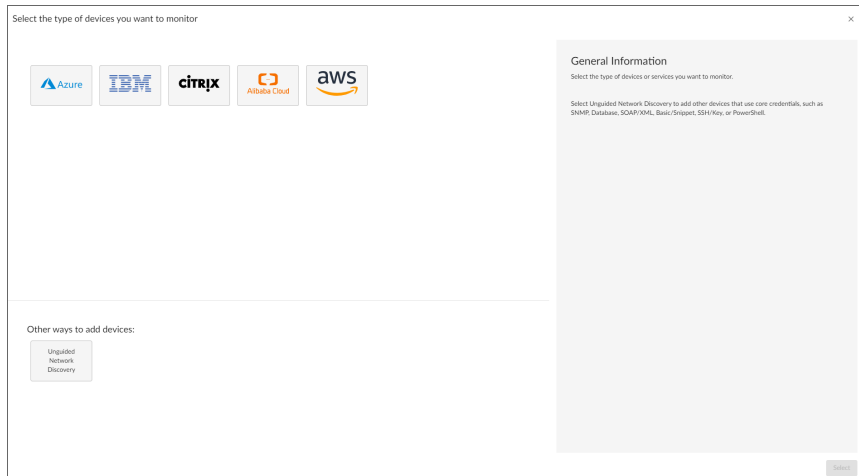 Select the type of devices you want to monitor
×
Azure
IBM
CITRIX
Alibaba Cloud
aws
General Information
Select the type of devices or services you want to monitor.
Select Unguided Network Discovery to add other devices that use core credentials, such as
SNMP, Database, SOAP/XML, Basic/Snippet, SSH/Key, or PowerShell.
Other ways to add devices:
Unguided
Network
Discovery
Select